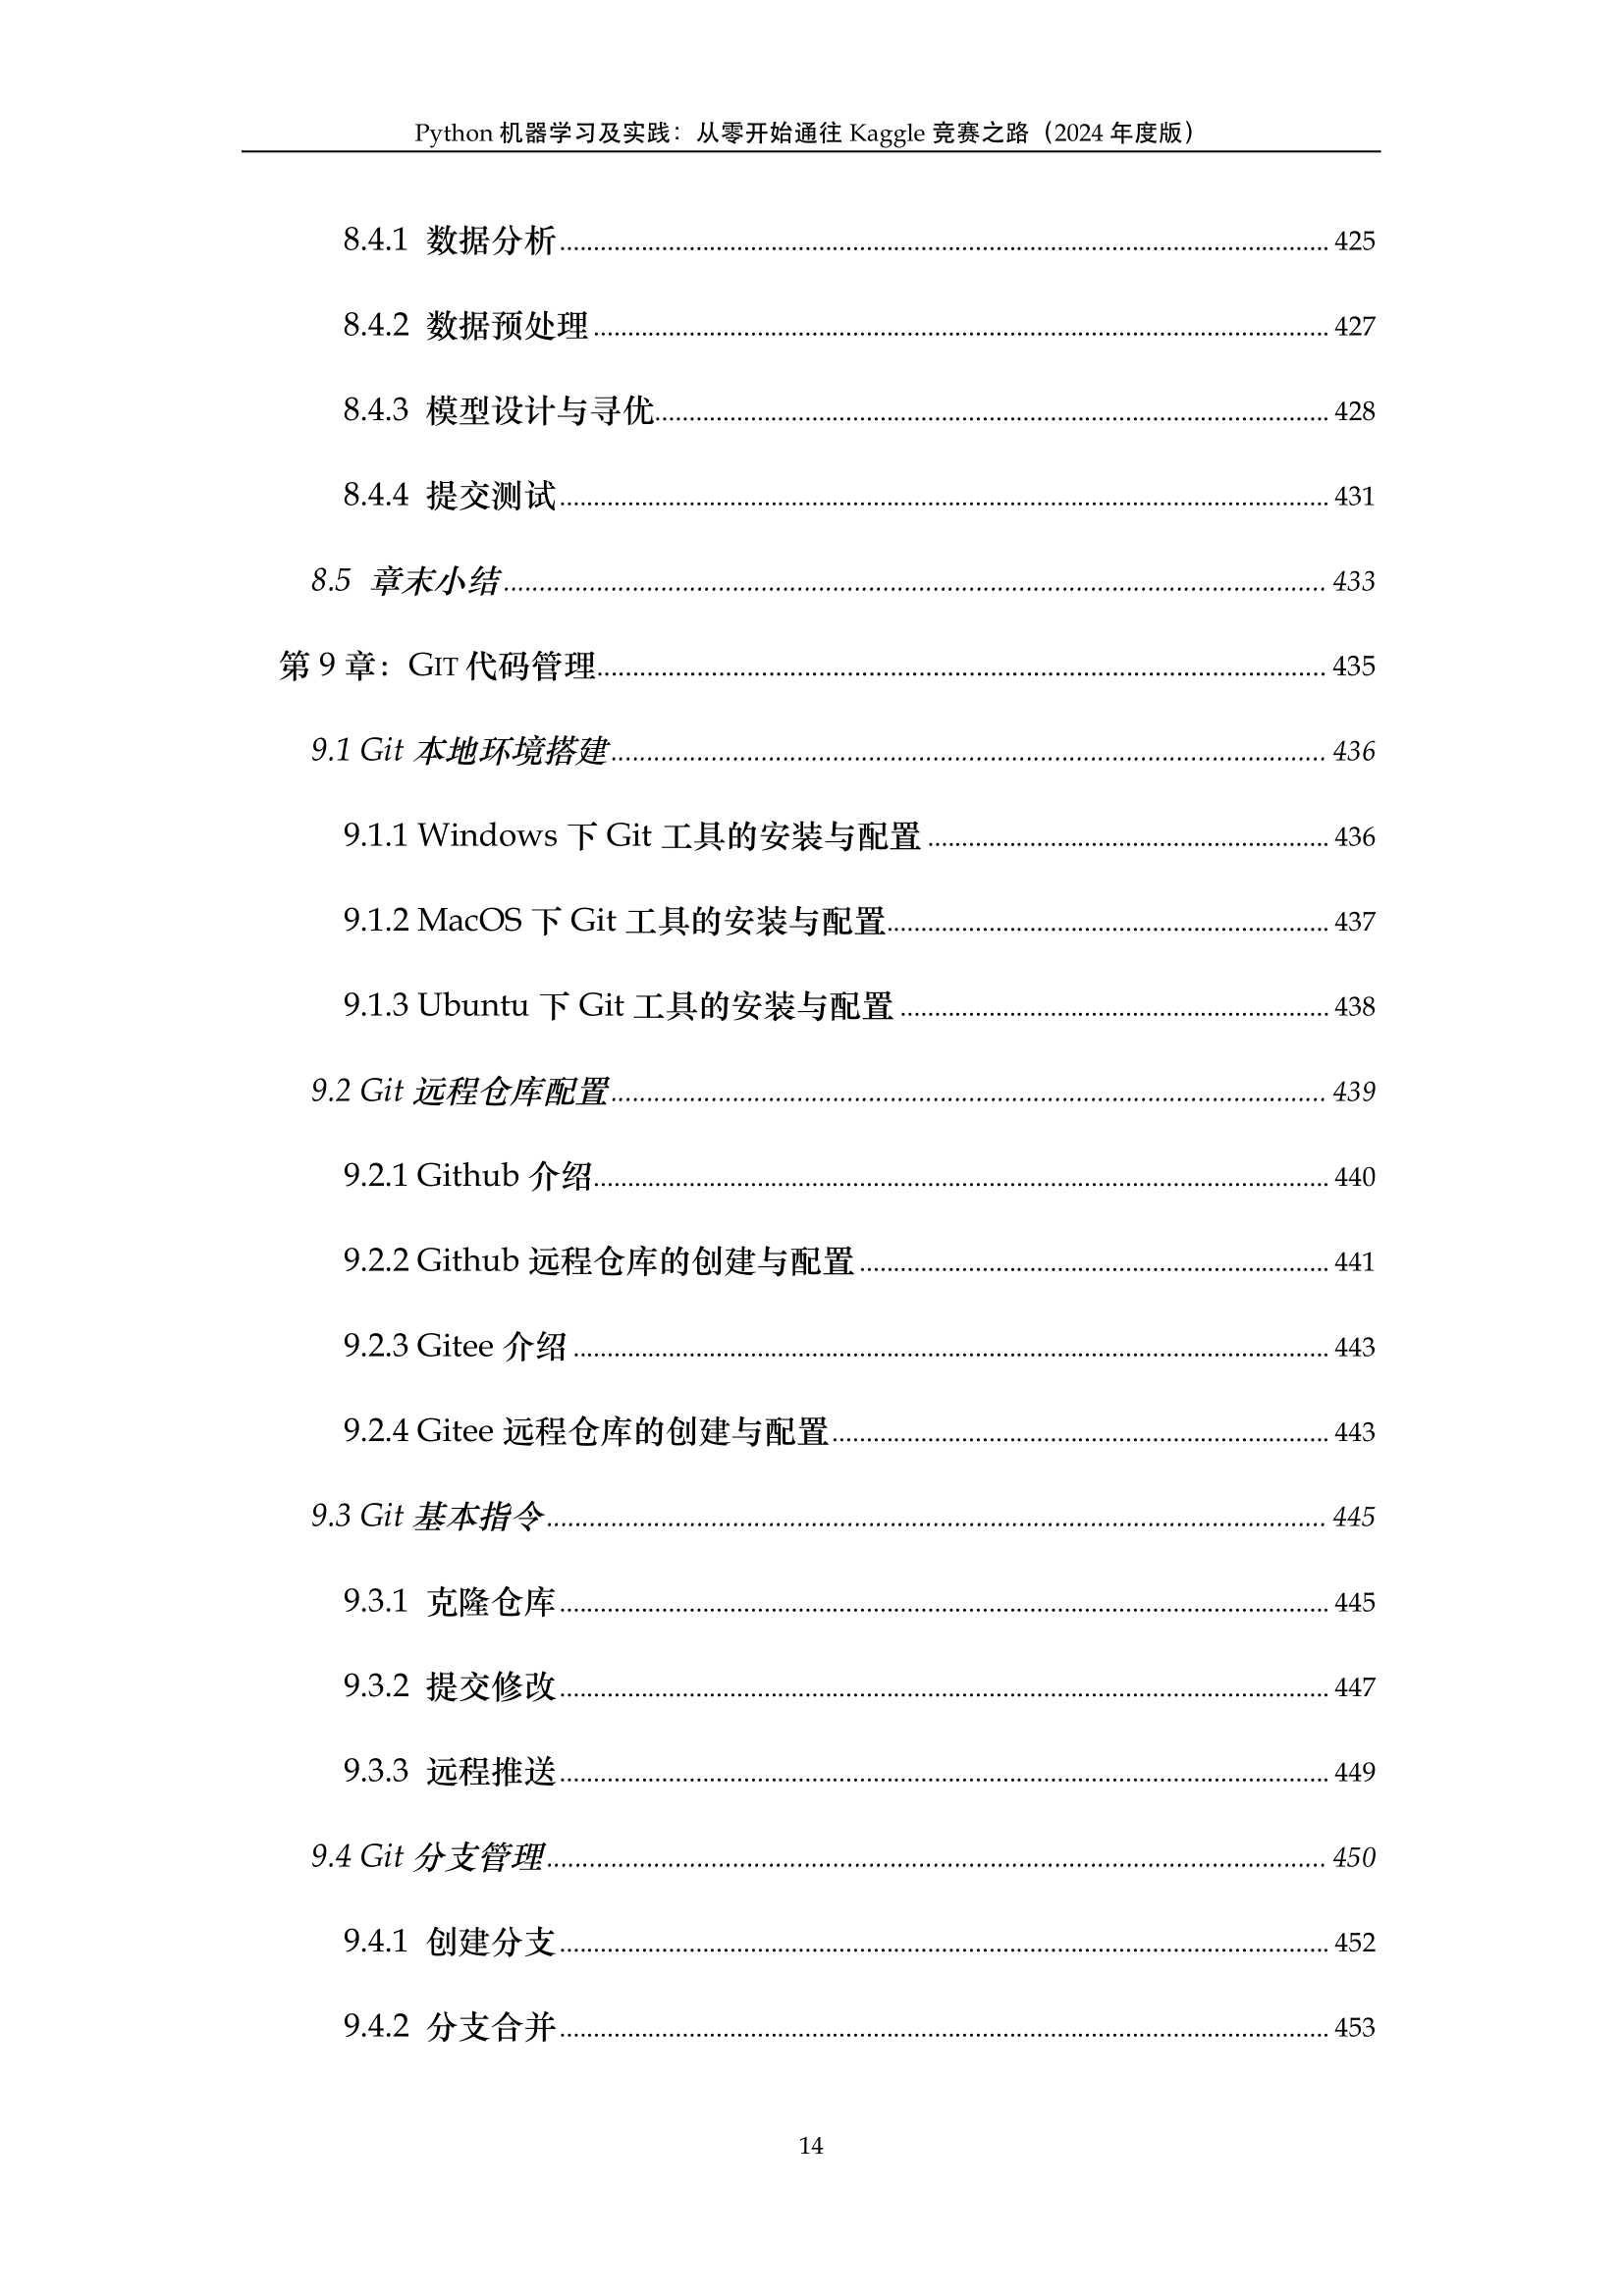 Python 机器学习及实践：从零开始通往 Kaggle 竞赛之路（2024 年度版）
8.4.1 数据分析 425
8.4.2 数据预处理 427
8.4.3 模型设计与寻优 428
8.4.4 提交测试 431
8.5 章末小结 433
第 9 章：GIT 代码管理 435
9.1 Git 本地环境搭建 436
9.1.1 Windows 下 Git 工具的安装与配置 436
9.1.2 MacOS 下 Git 工具的安装与配置 437
9.1.3 Ubuntu 下 Git 工具的安装与配置 438
9.2 Git 远程仓库配置 439
9.2.1 Github 介绍 440
9.2.2 Github 远程仓库的创建与配置 441
9.2.3 Gitee 介绍 443
9.2.4 Gitee 远程仓库的创建与配置 443
9.3 Git 基本指令 445
9.3.1 克隆仓库 445
9.3.2 提交修改 447
9.3.3 远程推送 449
9.4 Git 分支管理 450
9.4.1 创建分支 452
9.4.2 分支合并 453
14